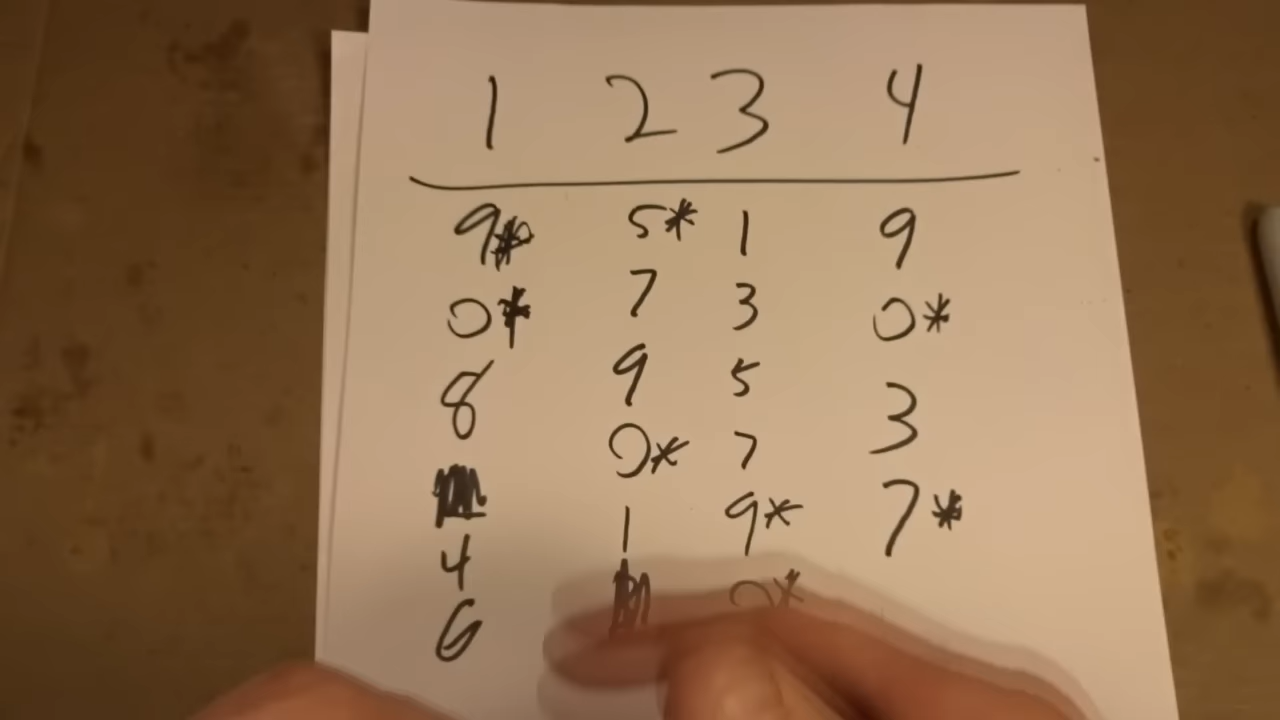 1 2 3 4
9* 5* 1 9
0* 7 3 0*
8 9 5 3
0* 7 7*
4 1 9*
6 0*